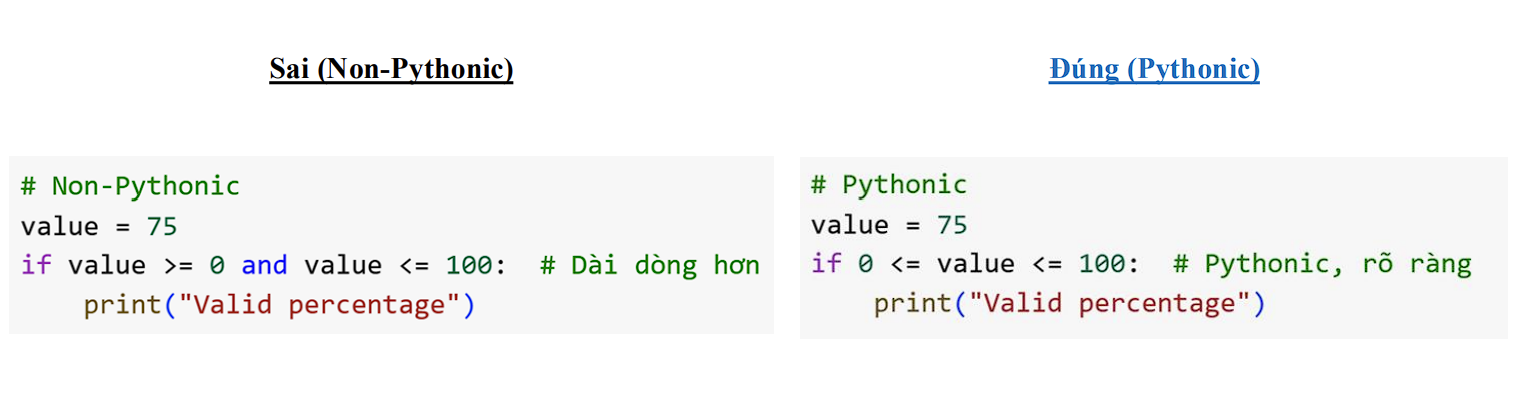 Sai (Non-Pythonic)
# Non-Pythonic
value = 75
if value >= 0 and value <= 100:  # Dài dòng hơn
    print("Valid percentage")
Đúng (Pythonic)
# Pythonic
value = 75
if 0 <= value <= 100:  # Pythonic, rõ ràng
    print("Valid percentage")